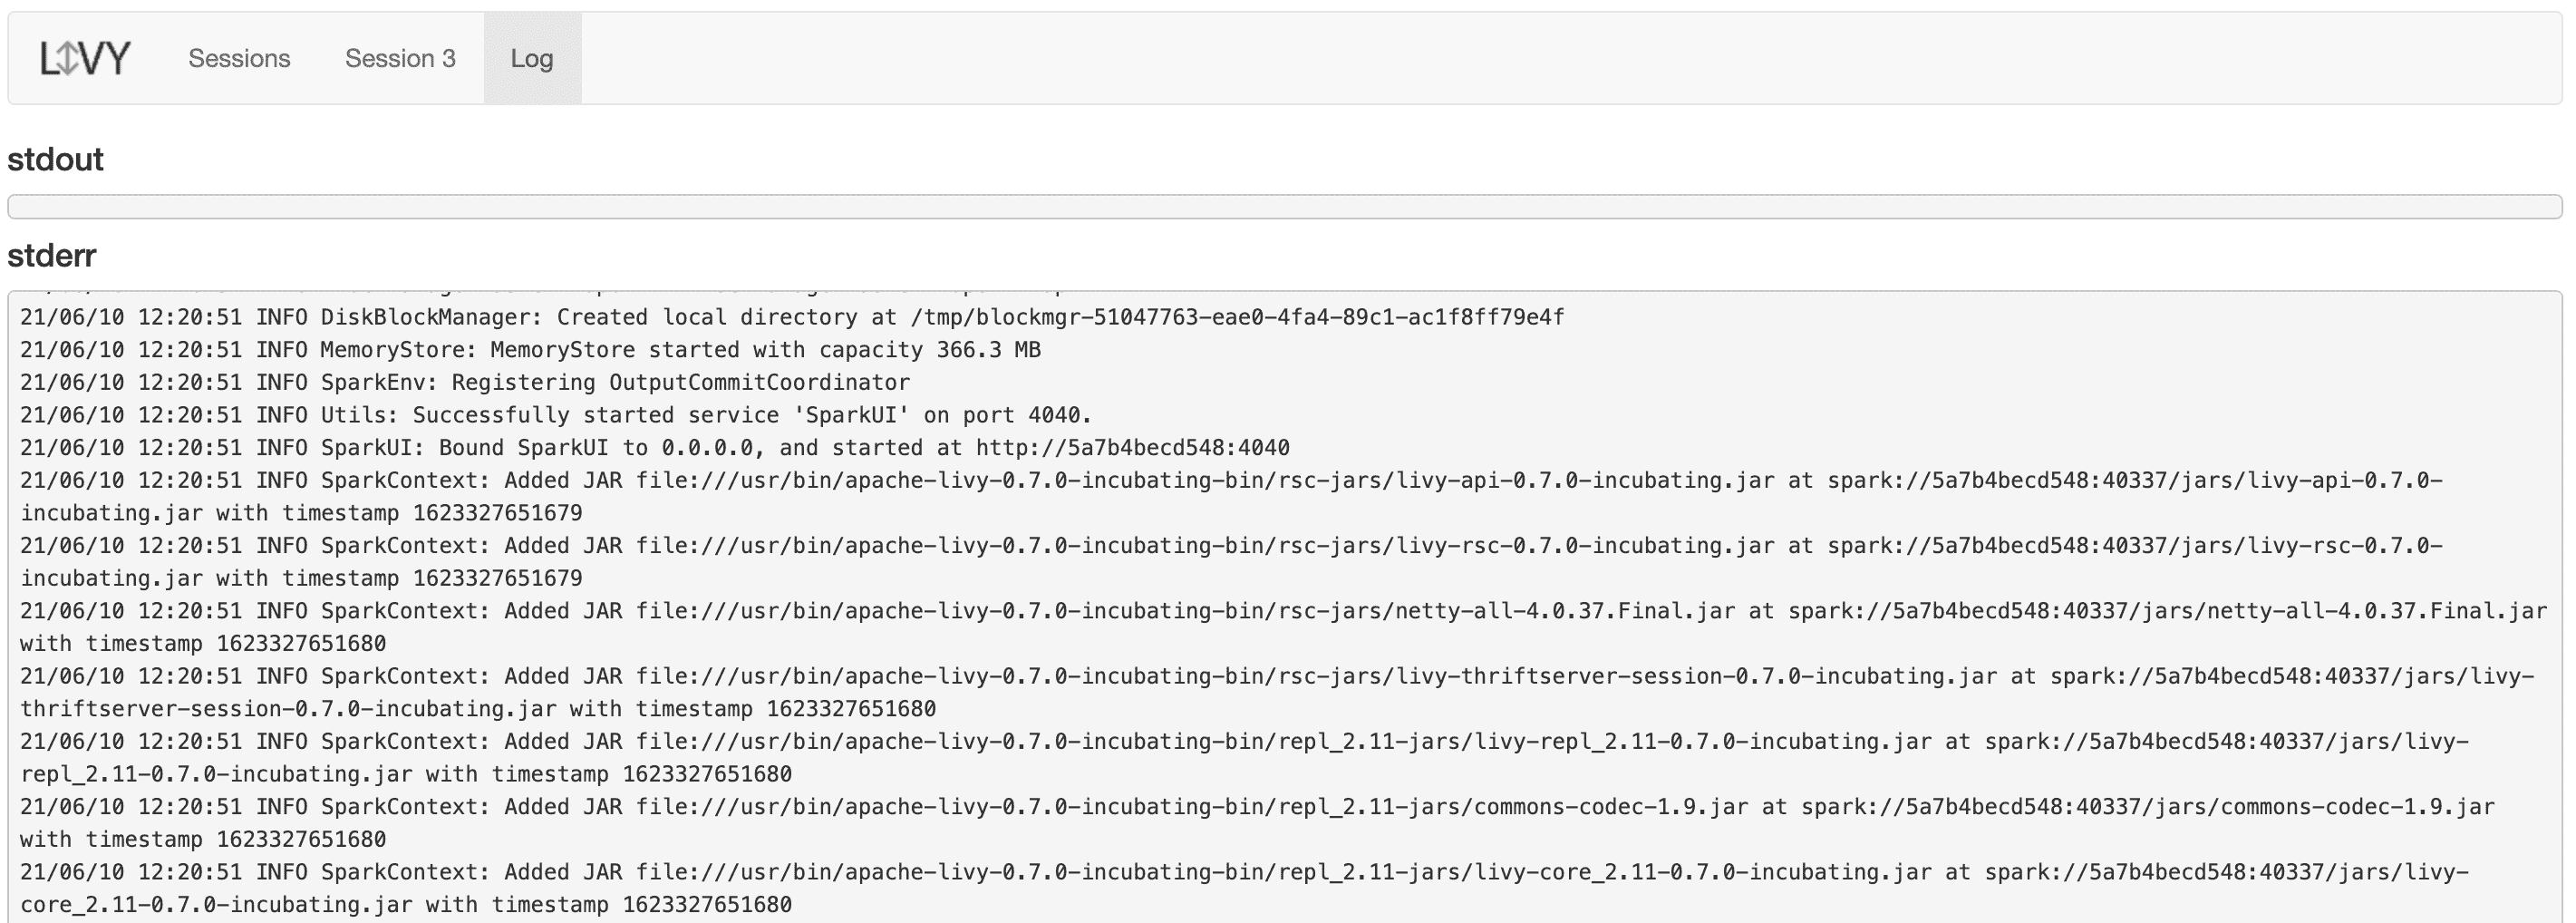 LIVY Sessions Session 3 Log
stdout
stderr
21/06/10 12:20:51 INFO DiskBlockManager: Created local directory at /tmp/blockmgr-51047763-eae0-4fa4-89c1-ac1f8ff79e4f
21/06/10 12:20:51 INFO MemoryStore: MemoryStore started with capacity 366.3 MB
21/06/10 12:20:51 INFO SparkEnv: Registering OutputCommitCoordinator
21/06/10 12:20:51 INFO Utils: Successfully started service 'SparkUI' on port 4040.
21/06/10 12:20:51 INFO SparkUI: Bound SparkUI to 0.0.0.0, and started at http://5a7b4becd548:4040
21/06/10 12:20:51 INFO SparkContext: Added JAR file:///usr/bin/apache-livy-0.7.0-incubating-bin/rsc-jars/livy-api-0.7.0-incubating.jar at spark://5a7b4becd548:40337/jars/livy-api-0.7.0-
incubating.jar with timestamp 1623327651679
21/06/10 12:20:51 INFO SparkContext: Added JAR file:///usr/bin/apache-livy-0.7.0-incubating-bin/rsc-jars/livy-rsc-0.7.0-incubating.jar at spark://5a7b4becd548:40337/jars/livy-rsc-0.7.0-
incubating.jar with timestamp 1623327651679
21/06/10 12:20:51 INFO SparkContext: Added JAR file:///usr/bin/apache-livy-0.7.0-incubating-bin/rsc-jars/netty-all-4.0.37.Final.jar at spark://5a7b4becd548:40337/jars/netty-all-4.0.37.Final.jar
with timestamp 1623327651680
21/06/10 12:20:51 INFO SparkContext: Added JAR file:///usr/bin/apache-livy-0.7.0-incubating-bin/rsc-jars/livy-thriftserver-session-0.7.0-incubating.jar at spark://5a7b4becd548:40337/jars/livy-
thriftserver-session-0.7.0-incubating.jar with timestamp 1623327651680
21/06/10 12:20:51 INFO SparkContext: Added JAR file:///usr/bin/apache-livy-0.7.0-incubating-bin/repl_2.11-jars/livy-repl_2.11-0.7.0-incubating.jar at spark://5a7b4becd548:40337/jars/livy-
repl_2.11-0.7.0-incubating.jar with timestamp 1623327651680
21/06/10 12:20:51 INFO SparkContext: Added JAR file:///usr/bin/apache-livy-0.7.0-incubating-bin/repl_2.11-jars/commons-codec-1.9.jar at spark://5a7b4becd548:40337/jars/commons-codec-1.9.jar
with timestamp 1623327651680
21/06/10 12:20:51 INFO SparkContext: Added JAR file:///usr/bin/apache-livy-0.7.0-incubating-bin/repl_2.11-jars/livy-core_2.11-0.7.0-incubating.jar at spark://5a7b4becd548:40337/jars/livy-
core_2.11-0.7.0-incubating.jar with timestamp 1623327651680